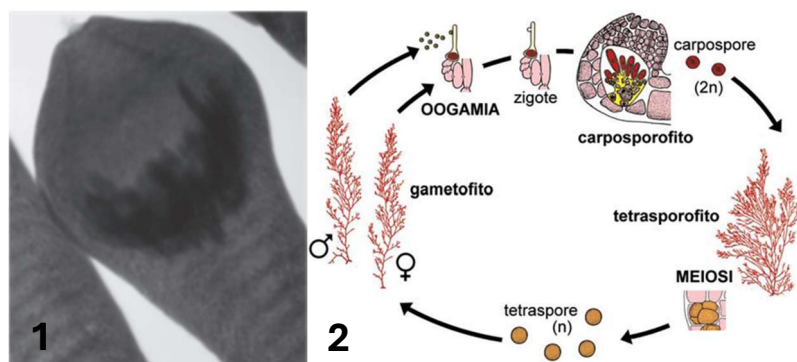 1
2
OOGAMIA
zigote
carpospore
(2n)
carposporofito
gametofito
♂
♀
tetrasporofito
MEIOSI
tetraspore
(n)